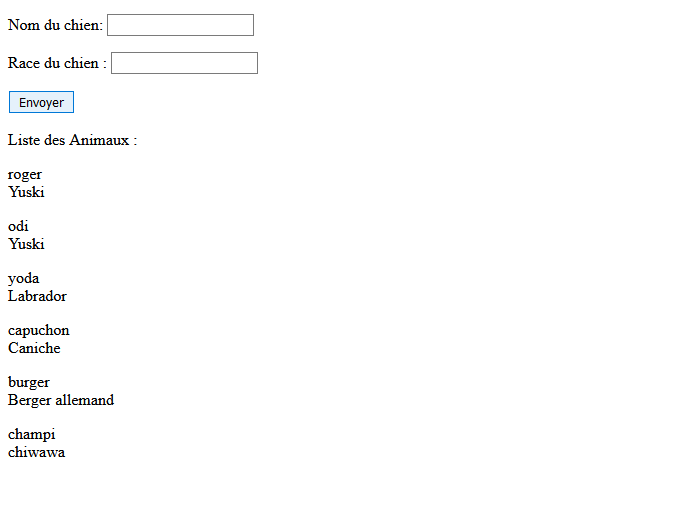 Nom du chien:
Race du chien :
Envoyer
Liste des Animaux :
roger
Yuski
odi
Yuski
yoda
Labrador
capuchon
Caniche
burger
Berger allemand
champi
chiwawa